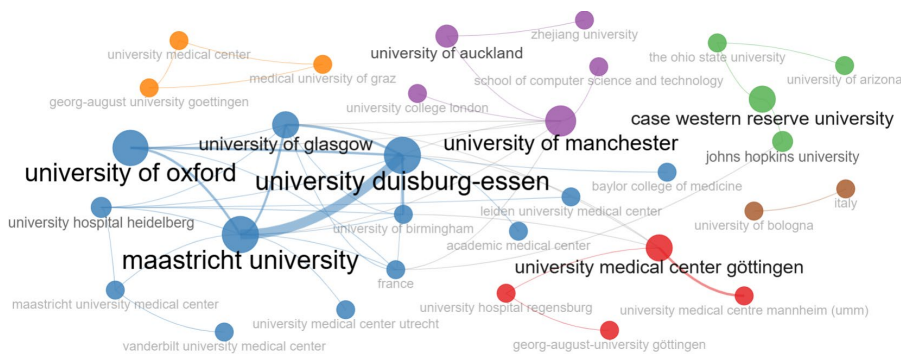 zhejiang university
university medical center
university of auckland
the ohio state university
medical university of graz
school of computer science and technology
university of arizona
georg-august university goettingen
university college london
case western reserve university
university of glasgow
university of manchester
johns hopkins university
university of oxford
university duisburg-essen
baylor college of medicine
italy
leiden university medical center
university hospital heidelberg
university of birmingham
university of bologna
academic medical center
maastricht university
university medical center göttingen
france
maastricht university medical center
university hospital regensburg
university medical centre mannheim (umm)
university medical center utrecht
vanderbilt university medical center
georg-august-university göttingen